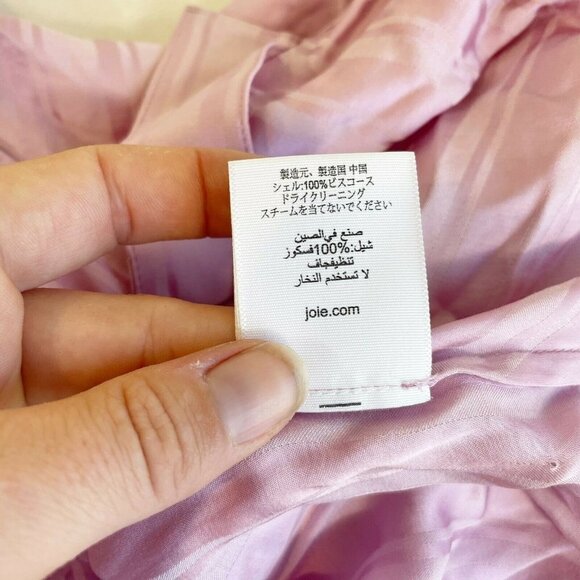 製造元、製造国 中国
シェル:100%ビスコース
ドライクリーニング
スチームを当てないでください
صنع في الصين
شيل:100%فسكوز
تنظيفجاف
لا تستخدم النخار
joie.com